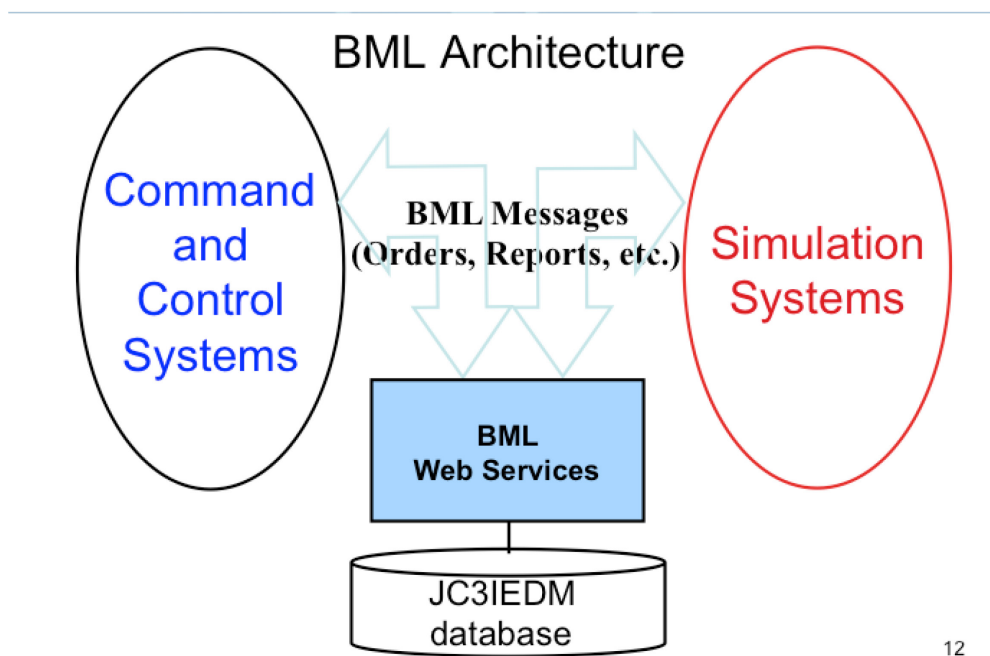 BML Architecture
Command
and
Control
Systems
BML Messages
(Orders, Reports, etc.)
Simulation
Systems
BML
Web Services
JC3IEDM
database
12